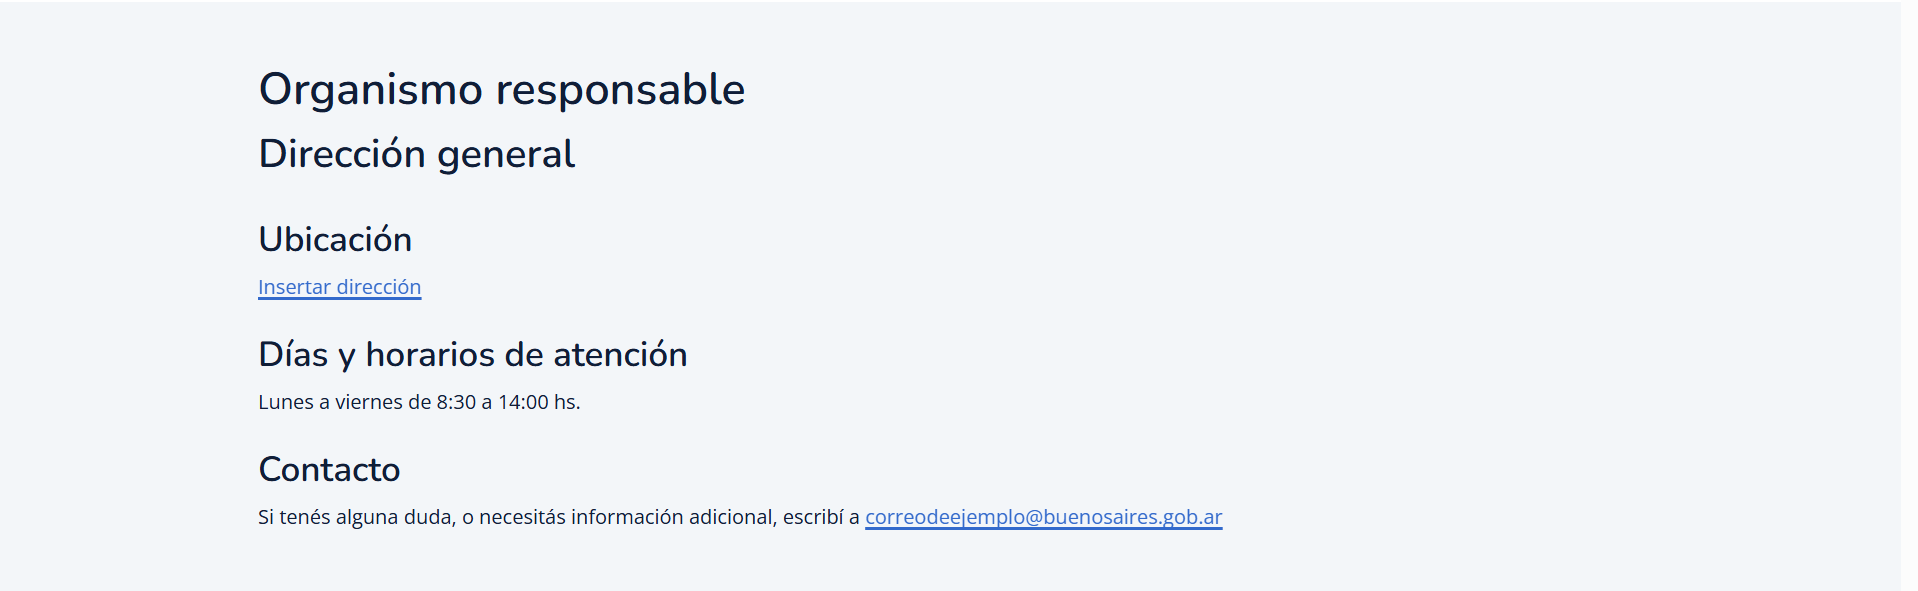 Organismo responsable
Dirección general
Ubicación
Insertar dirección
Días y horarios de atención
Lunes a viernes de 8:30 a 14:00 hs.
Contacto
Si tenés alguna duda, o necesitás información adicional, escribí a correodeejemplo@buenosaires.gob.ar